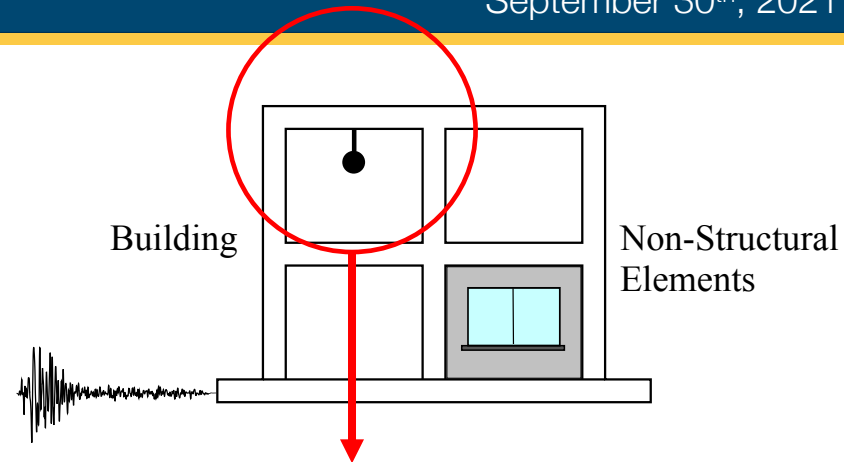 September 30th, 2021
Building
Non-Structural
Elements